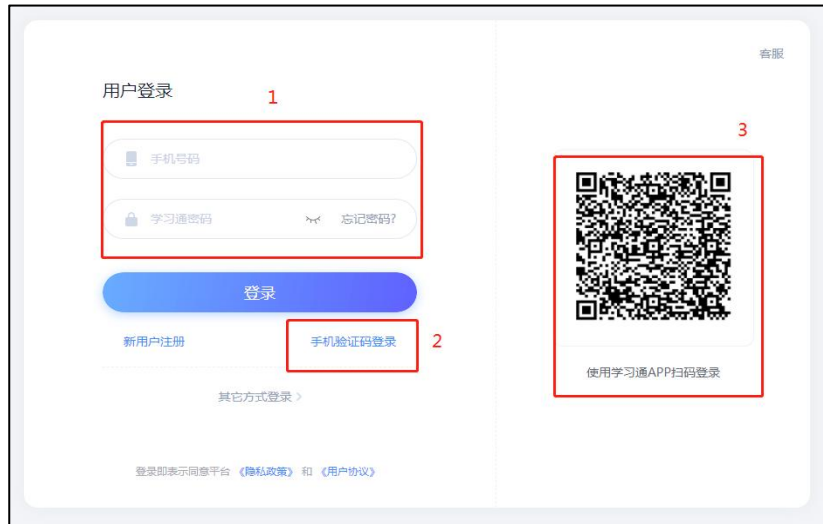 客服
用户登录
1
3
手机号码
学习通密码 忘记密码?
登录
新用户注册 手机验证码登录 2
使用学习通APP扫码登录
其它方式登录 >
登录即表示同意平台 《隐私政策》 和 《用户协议》